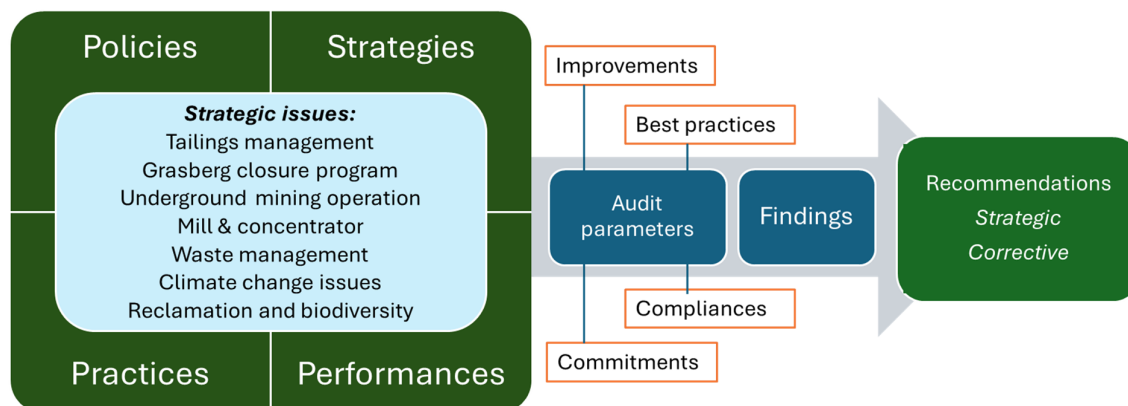 Policies
Strategies
Strategic issues:
Tailings management
Grasberg closure program
Underground mining operation
Mill & concentrator
Waste management
Climate change issues
Reclamation and biodiversity
Practices
Performances
Improvements
Best practices
Audit
parameters
Findings
Compliances
Commitments
Recommendations
Strategic
Corrective